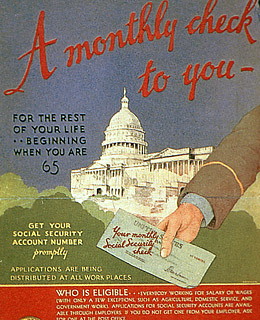 A monthly check
to you-
FOR THE REST
OF YOUR LIFE
··BEGINNING
WHEN YOU ARE
65
Your monthly
Social Security
check
GET YOUR
SOCIAL SECURITY
ACCOUNT NUMBER
promptly
APPLICATIONS ARE BEING
DISTRIBUTED AT ALL WORK PLACES
WHO IS ELIGIBLE··· EVERYBODY WORKING FOR SALARY OR WAGES
(WITH ONLY A FEW EXCEPTIONS, SUCH AS AGRICULTURE, DOMESTIC SERVICE, AND
GOVERNMENT WORK). APPLICATIONS FOR SOCIAL SECURITY ACCOUNTS ARE AVAIL-
ABLE THROUGH EMPLOYERS. IF YOU DO NOT GET ONE FROM YOUR EMPLOYER, ASK
FOR ONE AT THE POST OFFICE.